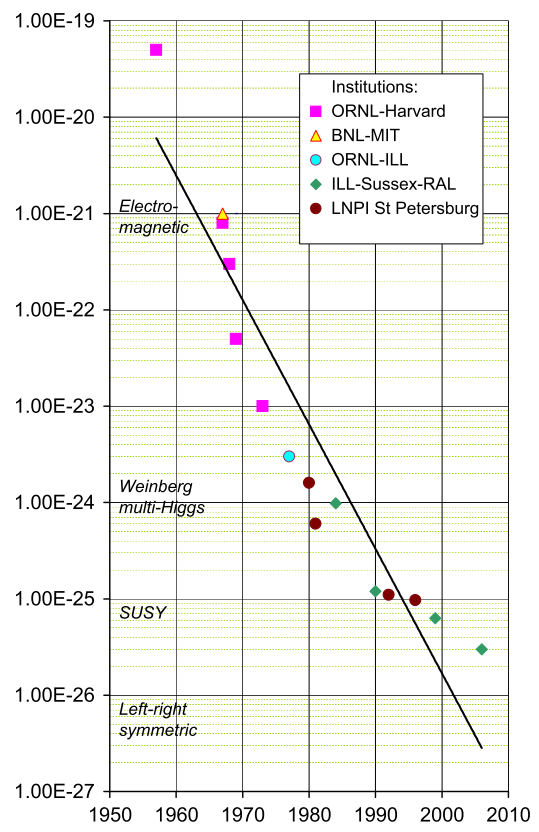 1.00E-19
1.00E-20
1.00E-21
1.00E-22
1.00E-23
1.00E-24
1.00E-25
1.00E-26
1.00E-27
Institutions:
ORNL-Harvard
BNL-MIT
ORNL-ILL
ILL-Sussex-RAL
LNPI St Petersburg
Electro-
magnetic
Weinberg
multi-Higgs
SUSY
Left-right
symmetric
1950 1960 1970 1980 1990 2000 2010